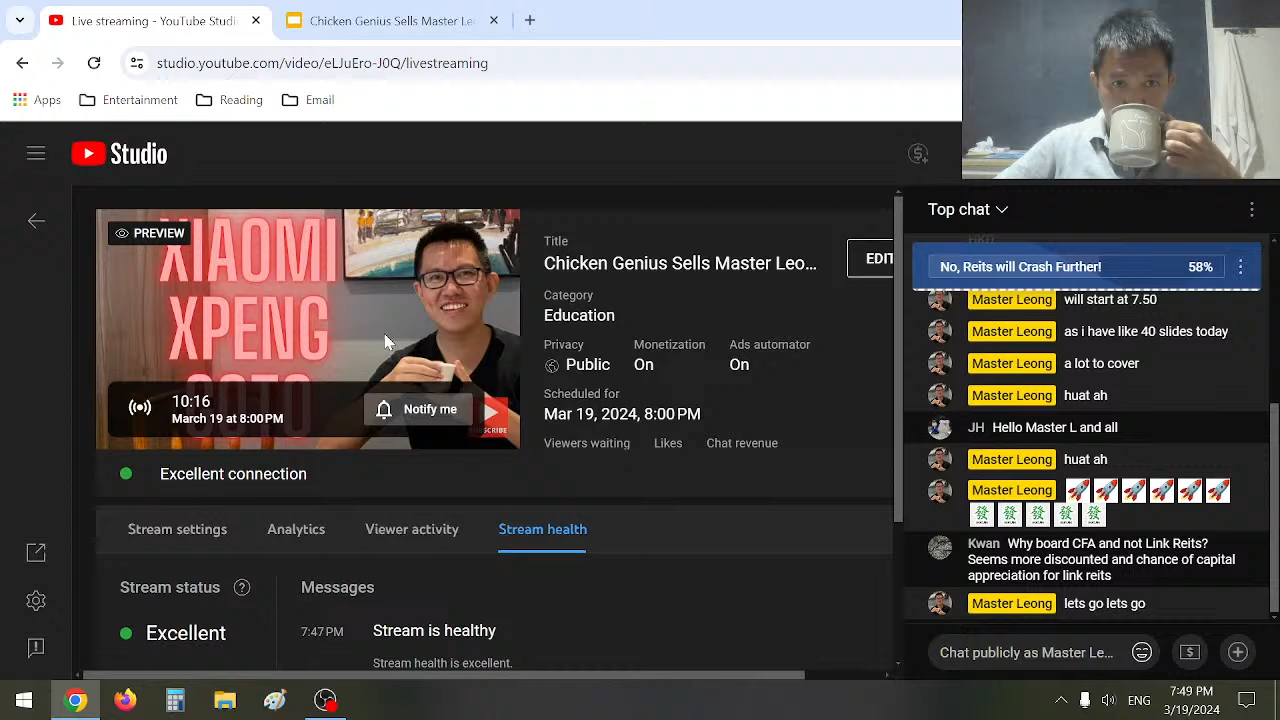 Live streaming - YouTube Studi
Chicken Genius Sells Master Le
studio.youtube.com/video/eLJuEro-J0Q/livestreaming
Apps
Entertainment
Reading
Email
Studio
PREVIEW
XIAOMI
XPENG
10:16
March 19 at 8:00 PM
Notify me
Title
Chicken Genius Sells Master Leo...
EDIT
Category
Education
Privacy
Monetization
Ads automator
Public
On
On
Scheduled for
Mar 19, 2024, 8:00 PM
Viewers waiting
Likes
Chat revenue
Excellent connection
Stream settings
Analytics
Viewer activity
Stream health
Stream status
Messages
Excellent
7:47 PM
Stream is healthy
Stream health is excellent.
Top chat
No, Reits will Crash Further!
58%
Master Leong will start at 7.50
Master Leong as i have like 40 slides today
Master Leong a lot to cover
Master Leong huat ah
JH Hello Master L and all
Master Leong huat ah
Master Leong
發 發 發 發 發
Kwan Why board CFA and not Link Reits?
Seems more discounted and chance of capital
appreciation for link reits
Master Leong lets go lets go
Chat publicly as Master Le...
ENG
7:49 PM
3/19/2024